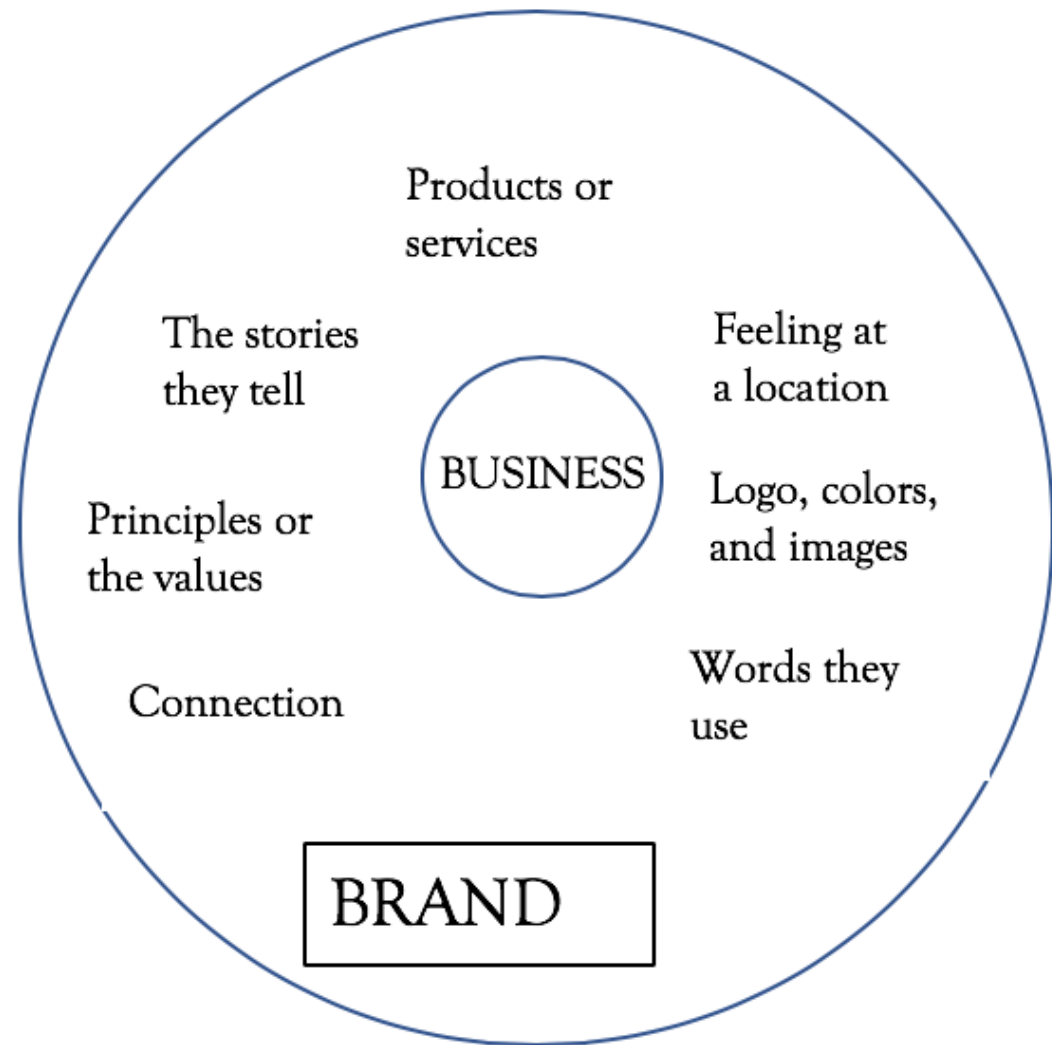 Products or
services
The stories
they tell
Feeling at
a location
BUSINESS
Logo, colors,
and images
Principles or
the values
Words they
use
Connection
BRAND